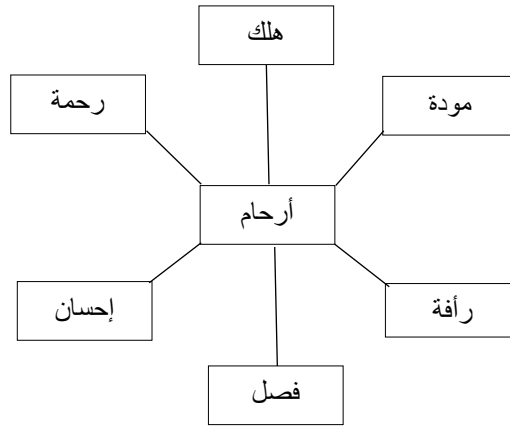 هلك
مودة
رحمة
أرحام
رأفة
إحسان
فصل